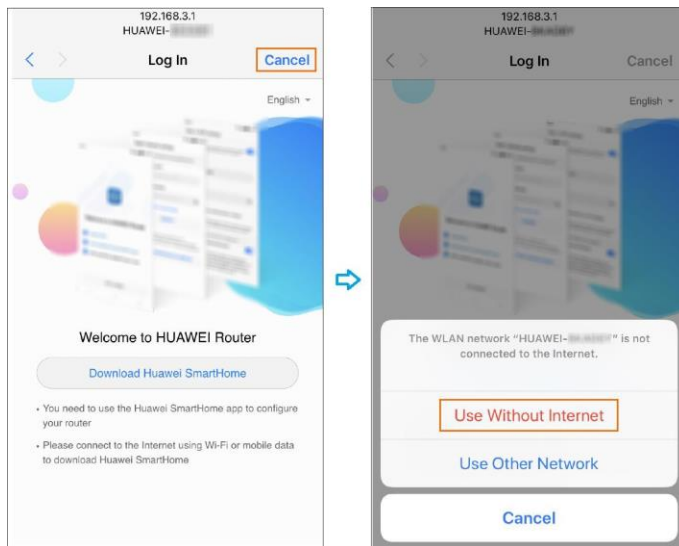 192.168.3.1
HUAWEI-
Log In
Cancel
English
Welcome to HUAWEI Router
Download Huawei SmartHome
• You need to use the Huawei SmartHome app to configure
your router
• Please connect to the Internet using Wi-Fi or mobile data
to download Huawei SmartHome
192.168.3.1
HUAWEI-
Log In
Cancel
English
The WLAN network “HUAWEI- ” is not
connected to the Internet.
Use Without Internet
Use Other Network
Cancel